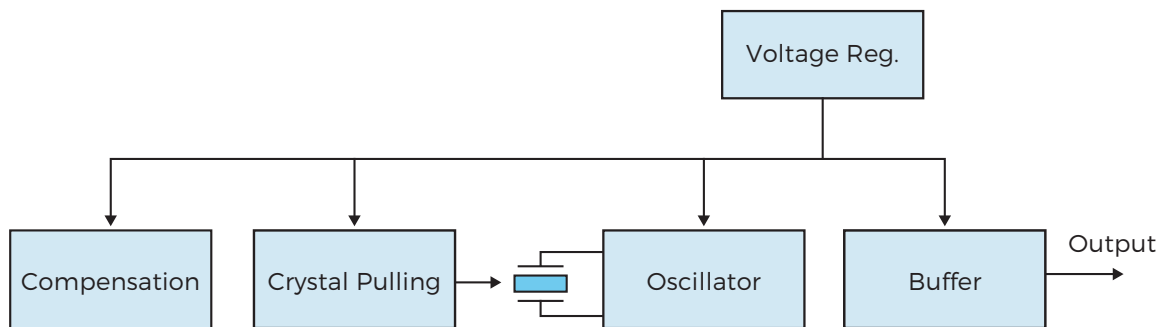 Voltage Reg.
Output
Compensation
Crystal Pulling
Oscillator
Buffer